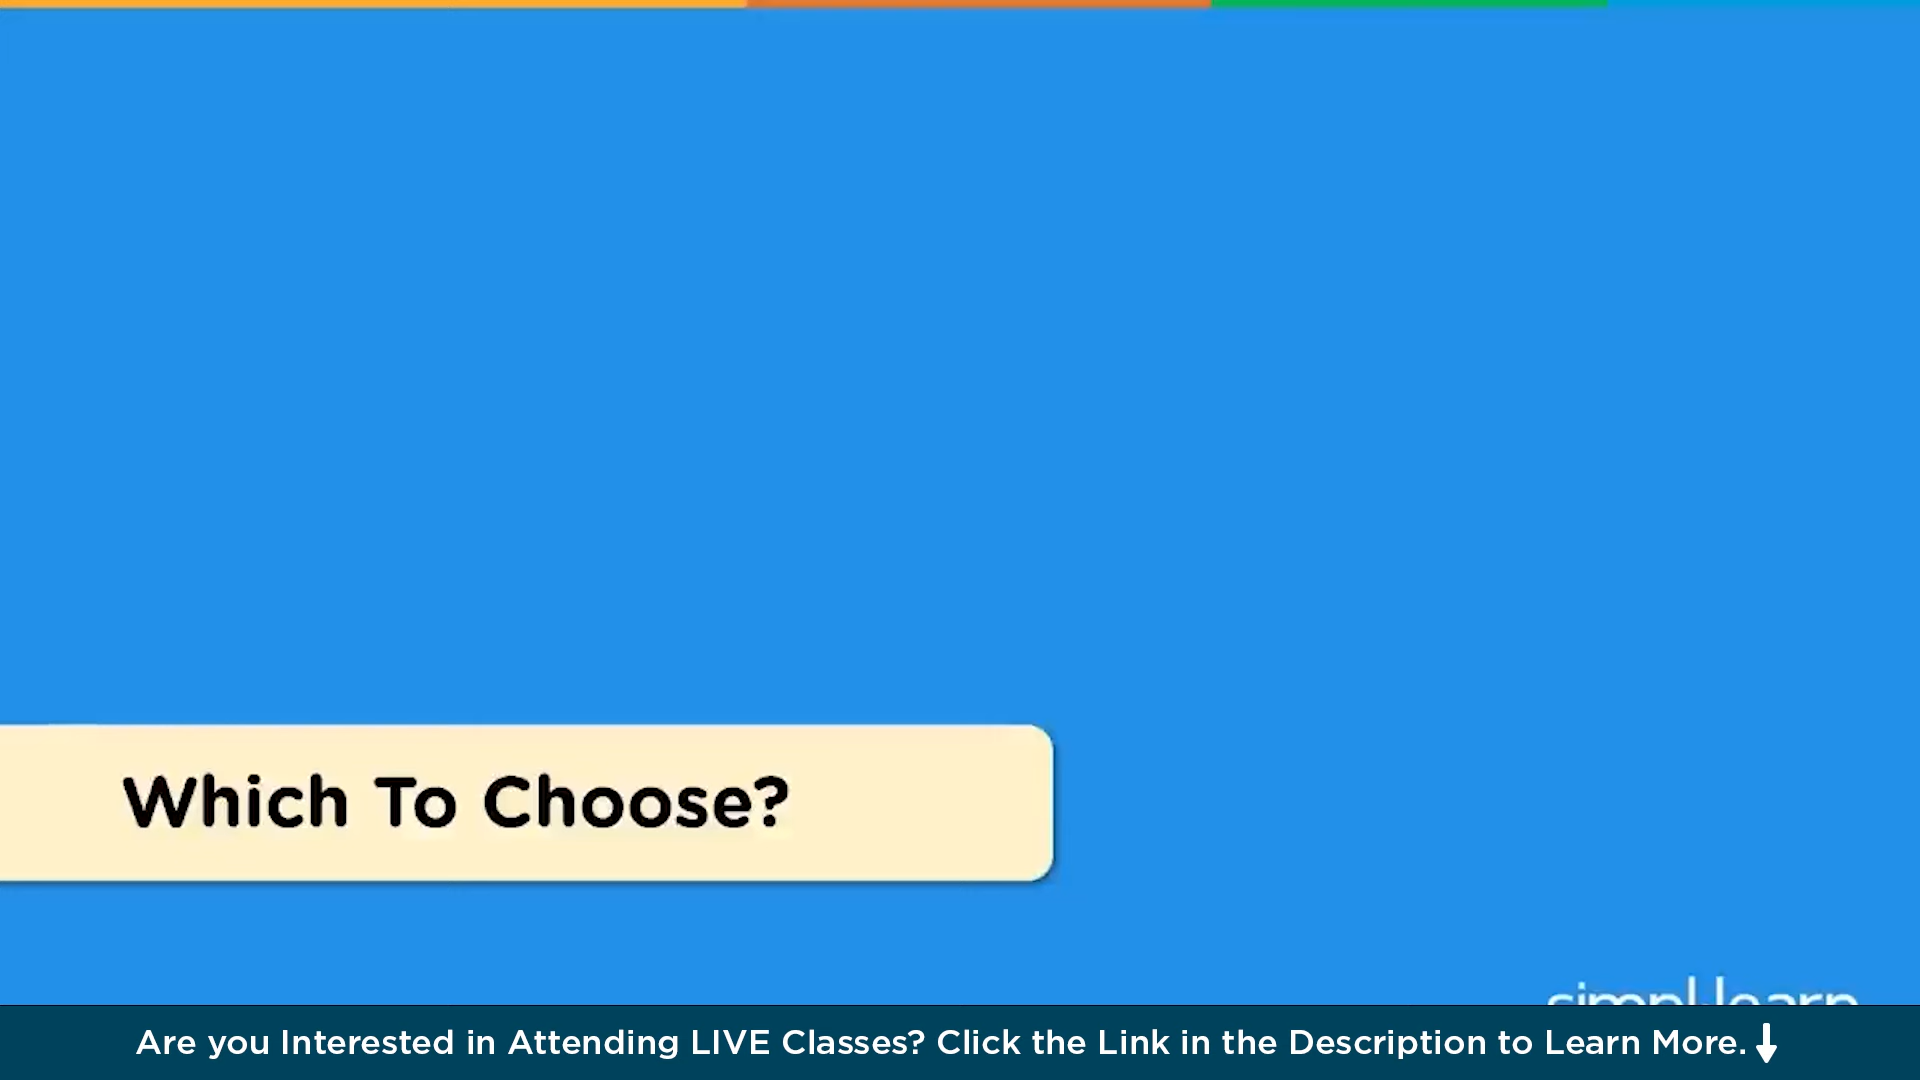 Which To Choose?
simplilearn
Are you Interested in Attending LIVE Classes? Click the Link in the Description to Learn More.